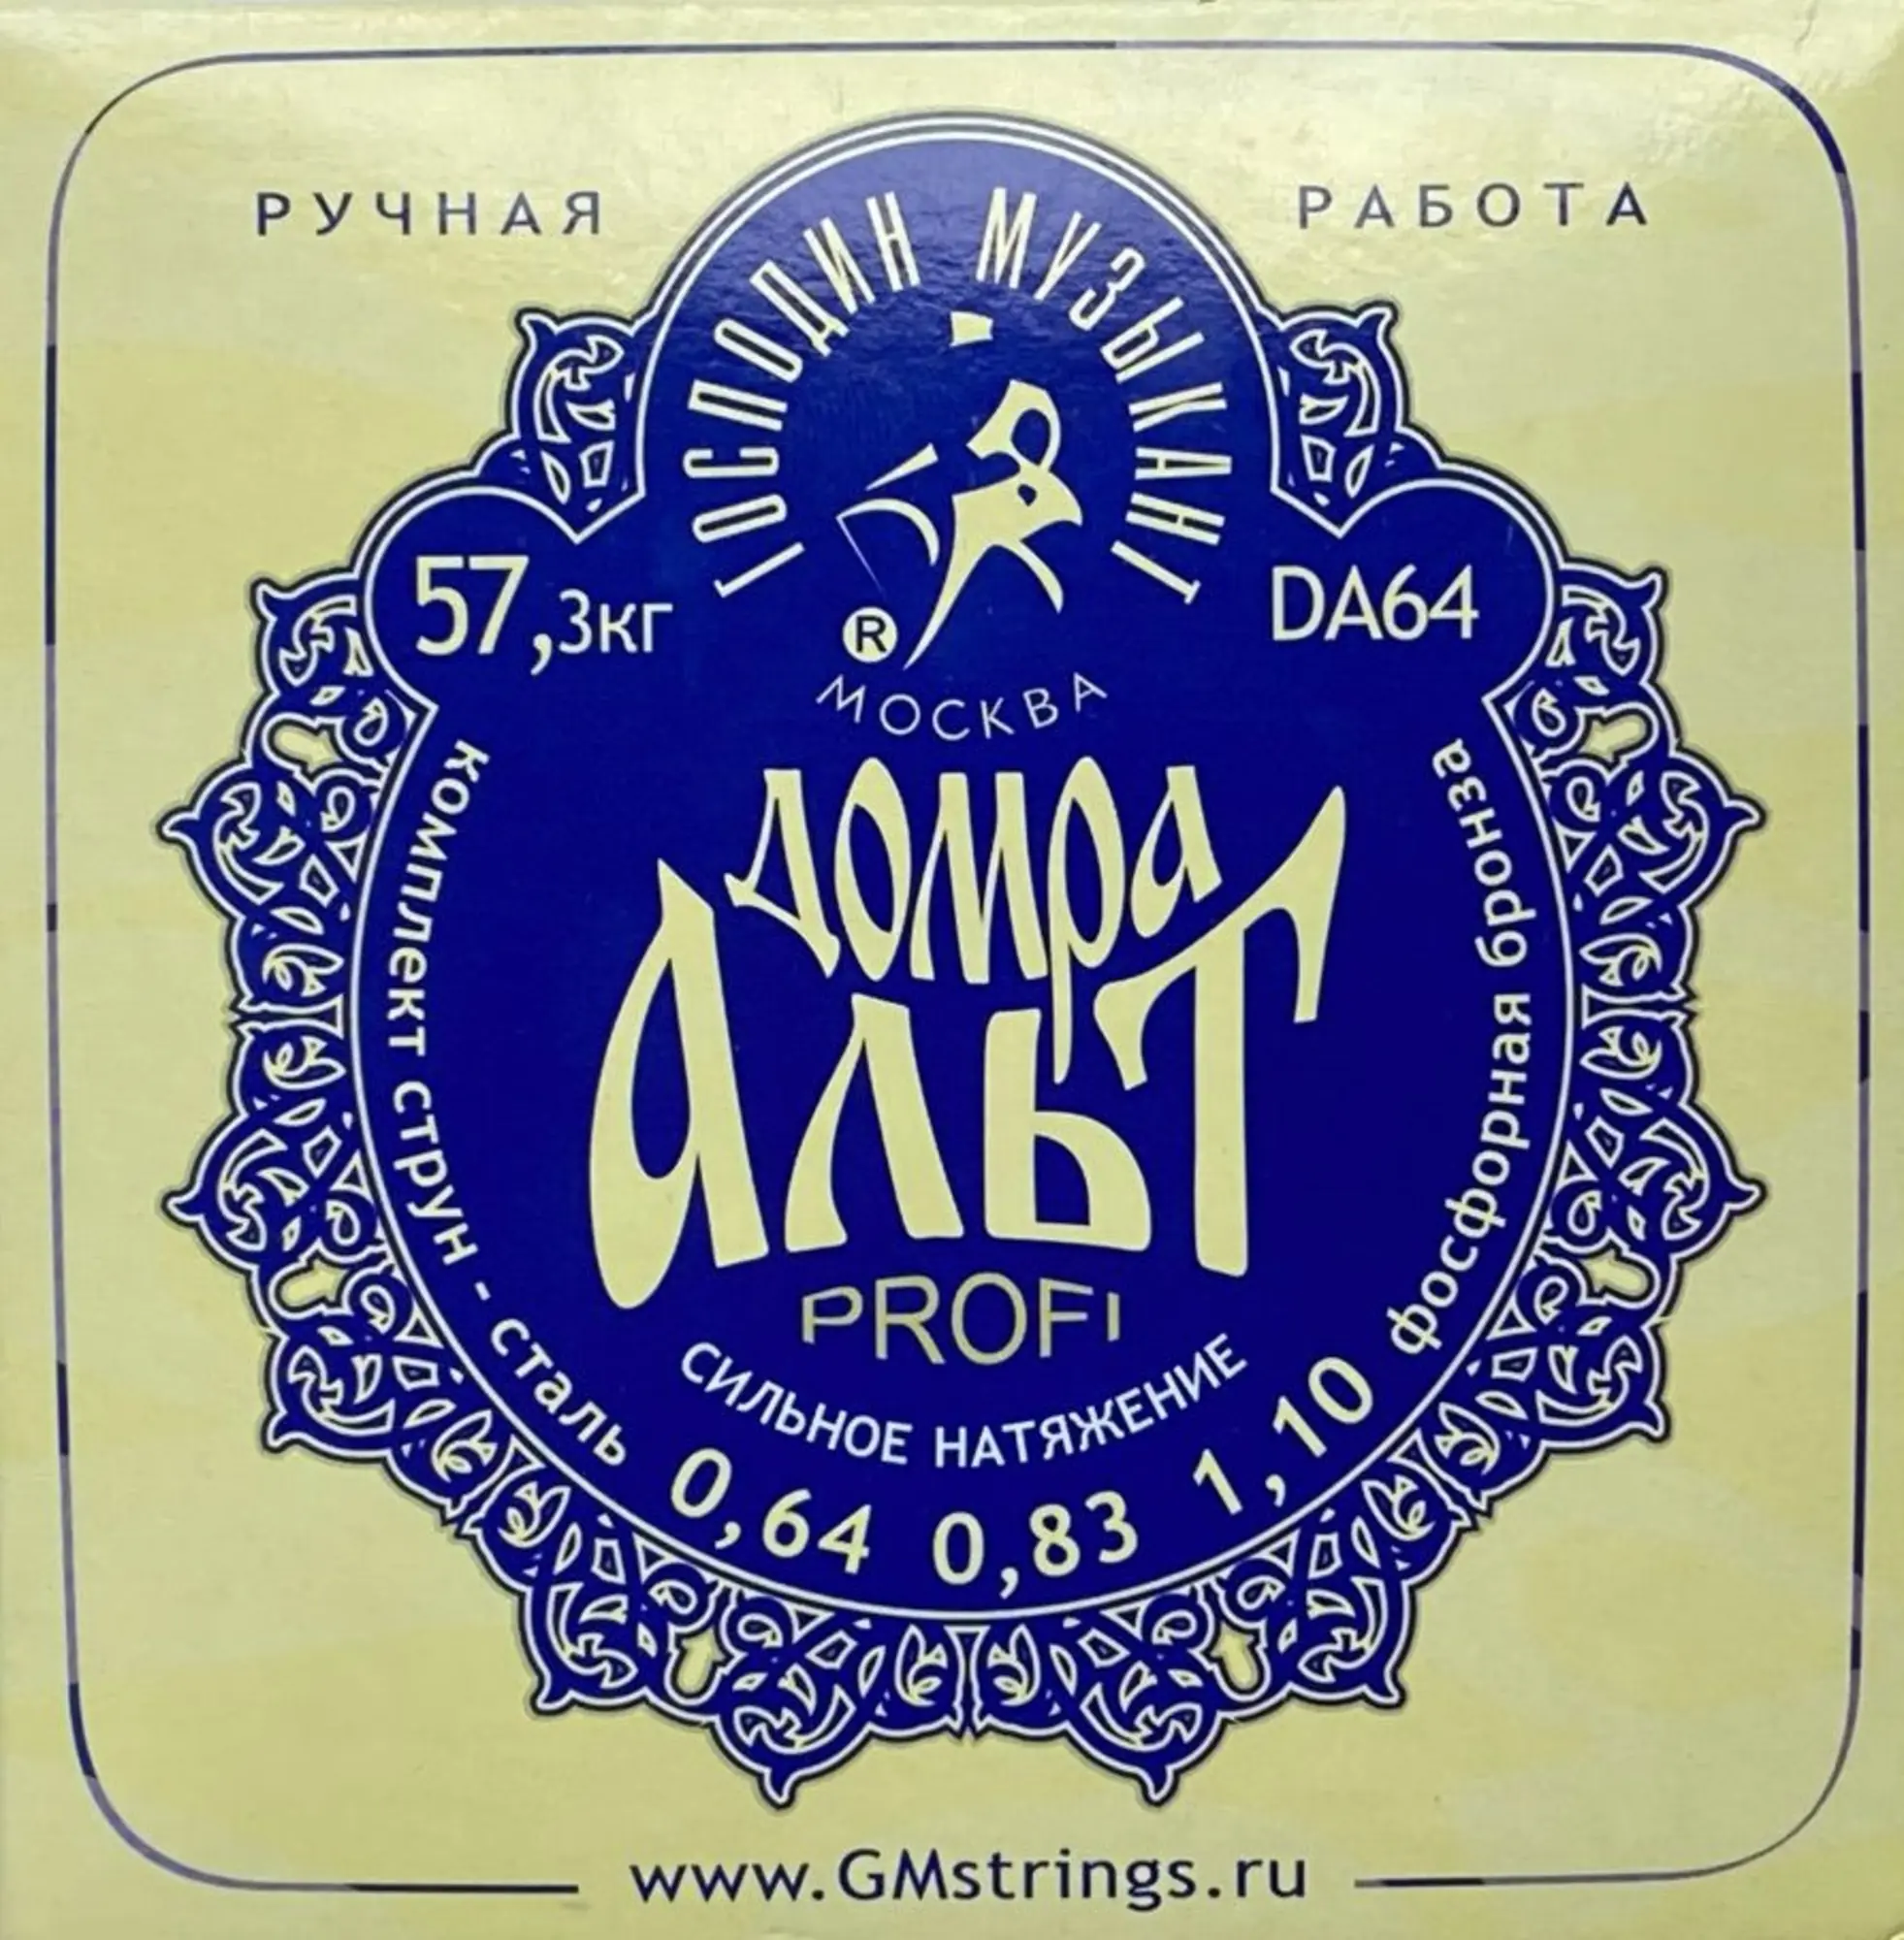 РУЧНАЯ РАБОТА
ГОСПОДИН МУЗЫКАНТ
57,3кг
DA64
®
МОСКВА
домра
альт
PROFI
СИЛЬНОЕ НАТЯЖЕНИЕ
комплект струн - сталь 0,64 0,83 1,10 фосфорная бронза
www.GMstrings.ru